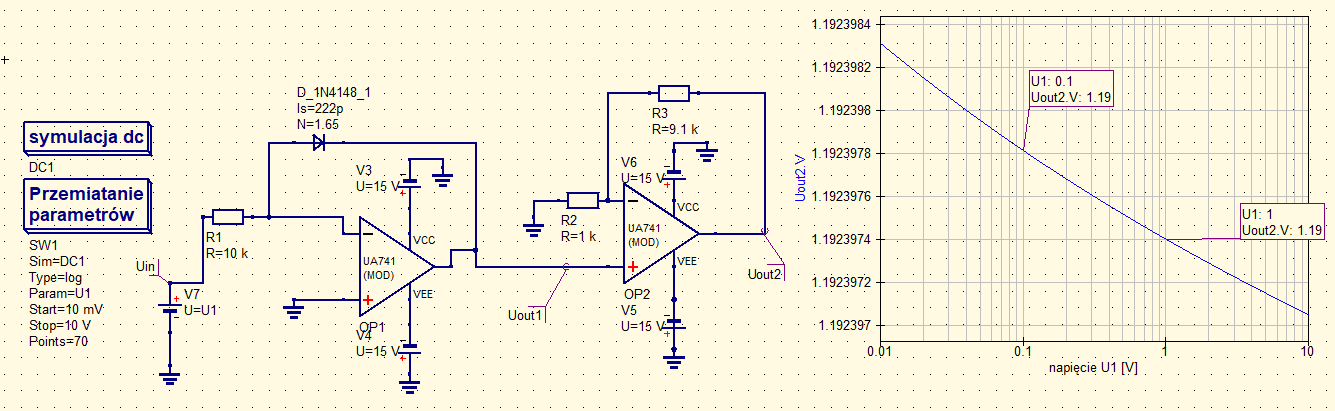 symulacja dc
DC1
Przemiatanie
parametrów
SW1
Sim=DC1
Type=log
Param=U1
Start=10 mV
Stop=10 V
Points=70
Uin
V7
U=U1
R1
R=10 k
D_1N4148_1
Is=222p
N=1.65
V3
U=15 V
VCC
UA741
(MOD)
VEE
OP1
V4
U=15 V
Uout1
R2
R=1 k
R3
R=9.1 k
V6
U=15 V
VCC
UA741
(MOD)
VEE
OP2
V5
U=15 V
Uout2
Uout2.V
1.1923984
1.1923982
1.192398
1.1923978
1.1923976
1.1923974
1.1923972
1.192397
U1: 0.1
Uout2.V: 1.19
U1: 1
Uout2.V: 1.19
0.01
0.1
1
10
napięcie U1 [V]